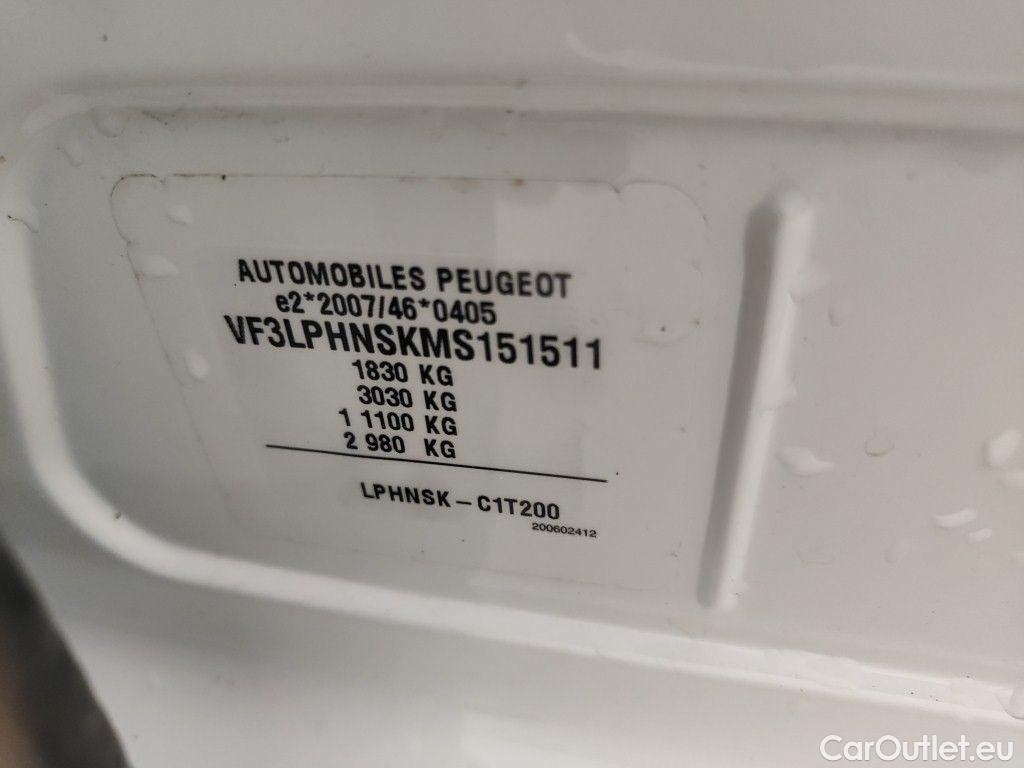 AUTOMOBILES PEUGEOT
e2*2007/46*0405
VF3LPHNSKMS151511
1830 KG
3030 KG
1 1100 KG
2 980 KG
LPHNSK – C1T200
200602412
CarOutlet.eu